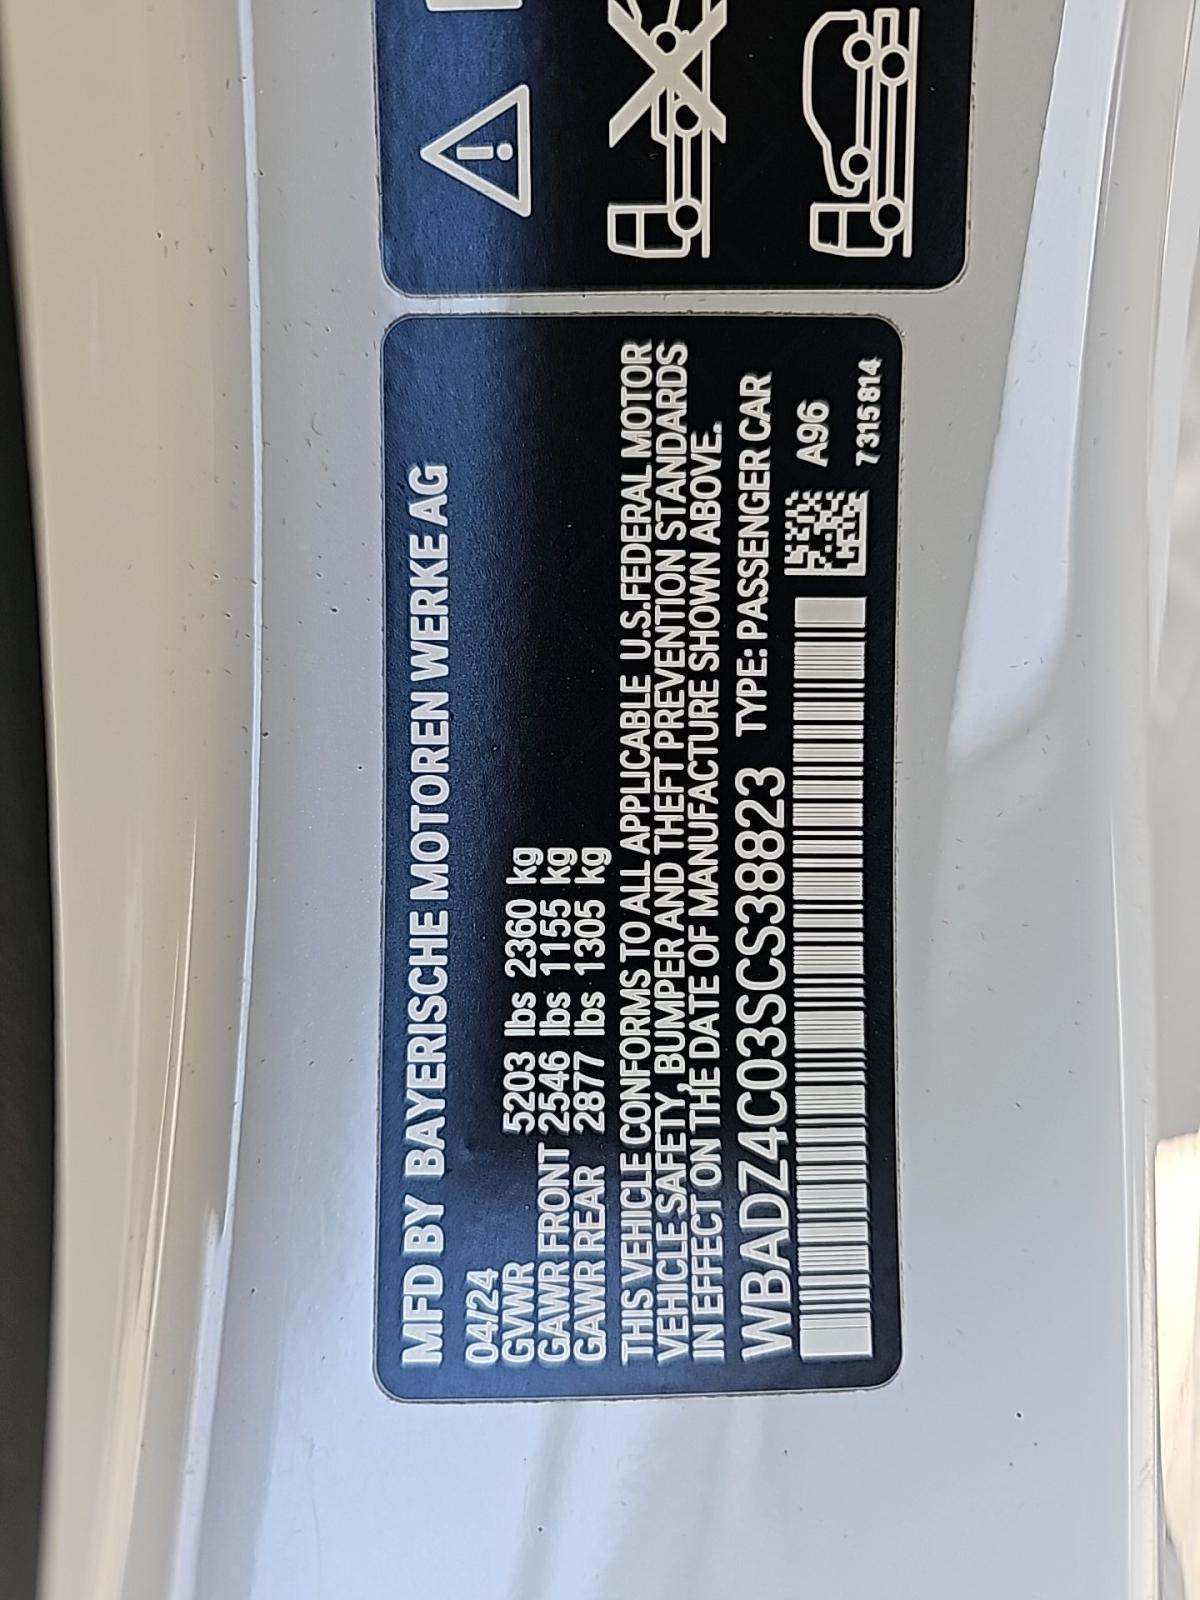 MFD BY BAYERISCHE MOTOREN WERKE AG
04/24
GVWR 5203 lbs 2360 kg
GAWR FRONT 2546 lbs 1155 kg
GAWR REAR 2877 lbs 1305 kg
THIS VEHICLE CONFORMS TO ALL APPLICABLE U.S.FEDERAL MOTOR
VEHICLE SAFETY, BUMPER AND THEFT PREVENTION STANDARDS
IN EFFECT ON THE DATE OF MANUFACTURE SHOWN ABOVE.
WBADZ4C03SCS38823 TYPE: PASSENGER CAR
A96
7315814